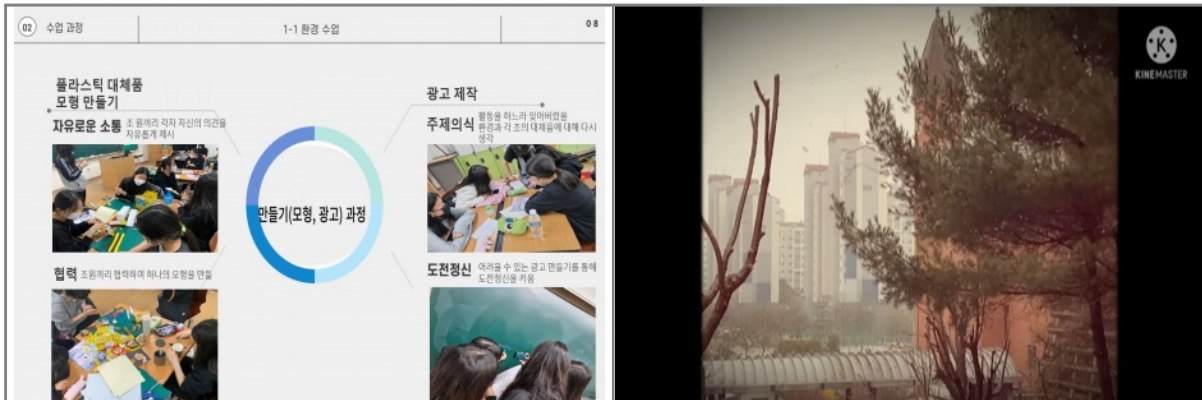 02 수업 과정
1-1 환경 수업
08
플라스틱 대체품
모형 만들기
자유로운 소통 조 원끼리 각자 자신의 의견을
자유롭게 제시
협력 조원끼리 협력하여 하나의 모형을 만듦
만들기(모형, 광고) 과정
광고 제작
주제의식 활동을 하느라 잊어버렸을
환경과 각 조의 대체품에 대해 다시
생각
도전정신 어려울 수 있는 광고 만들기를 통해
도전정신을 키움
K
KINEMASTER